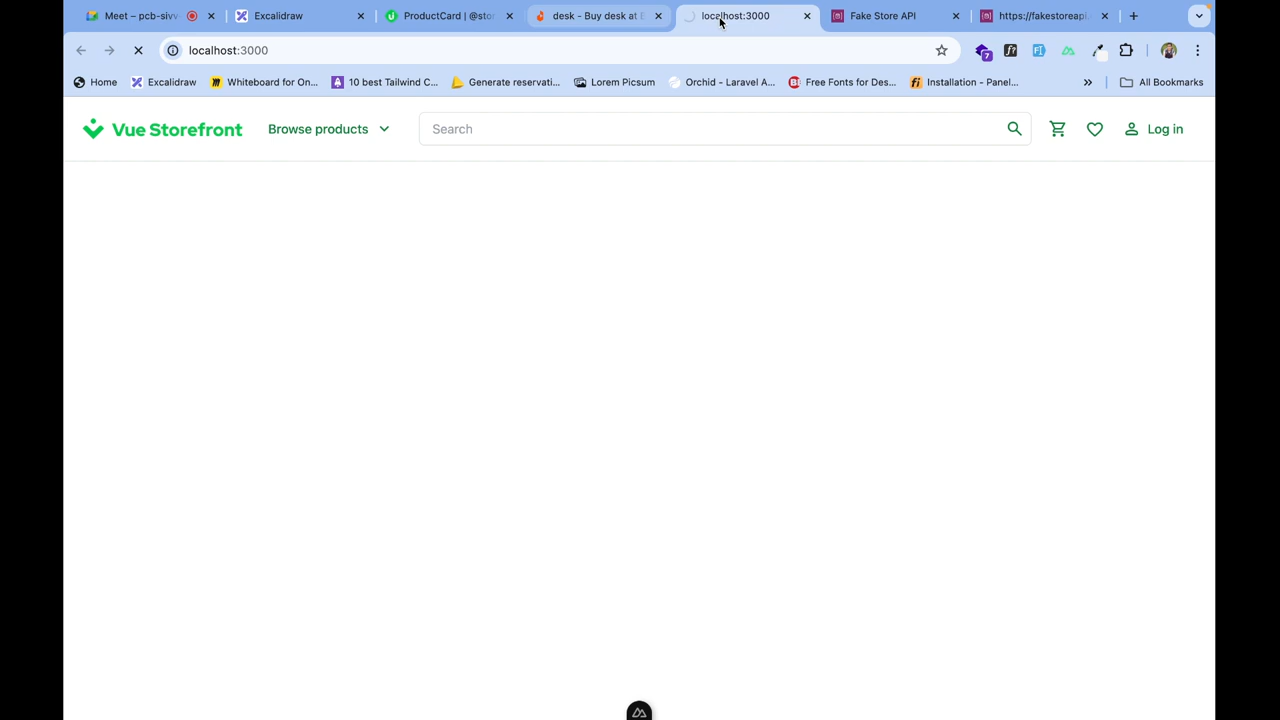 Meet – pcb-sivv
Excalidraw
ProductCard | @stor
desk - Buy desk at B
localhost:3000
Fake Store API
https://fakestoreapi.
localhost:3000
7
Home
Excalidraw
Whiteboard for On...
10 best Tailwind C...
Generate reservati...
Lorem Picsum
Orchid - Laravel A...
Free Fonts for Des...
Installation - Panel...
All Bookmarks
Vue Storefront
Browse products
Search
Log in